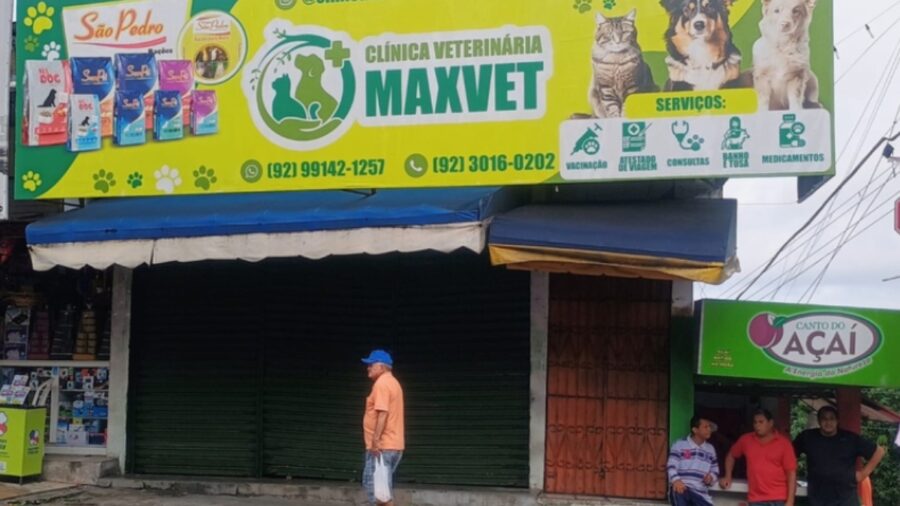 São Pedro
Rações
CLÍNICA VETERINÁRIA
MAXVET
SERVIÇOS:
VACINAÇÃO
ATESTADO
DE VIAGEM
CONSULTAS
BANHO
E TOSA
MEDICAMENTOS
(92) 99142-1257
(92) 3016-0202
CANTO DO
AÇAÍ
A Energia da Natureza